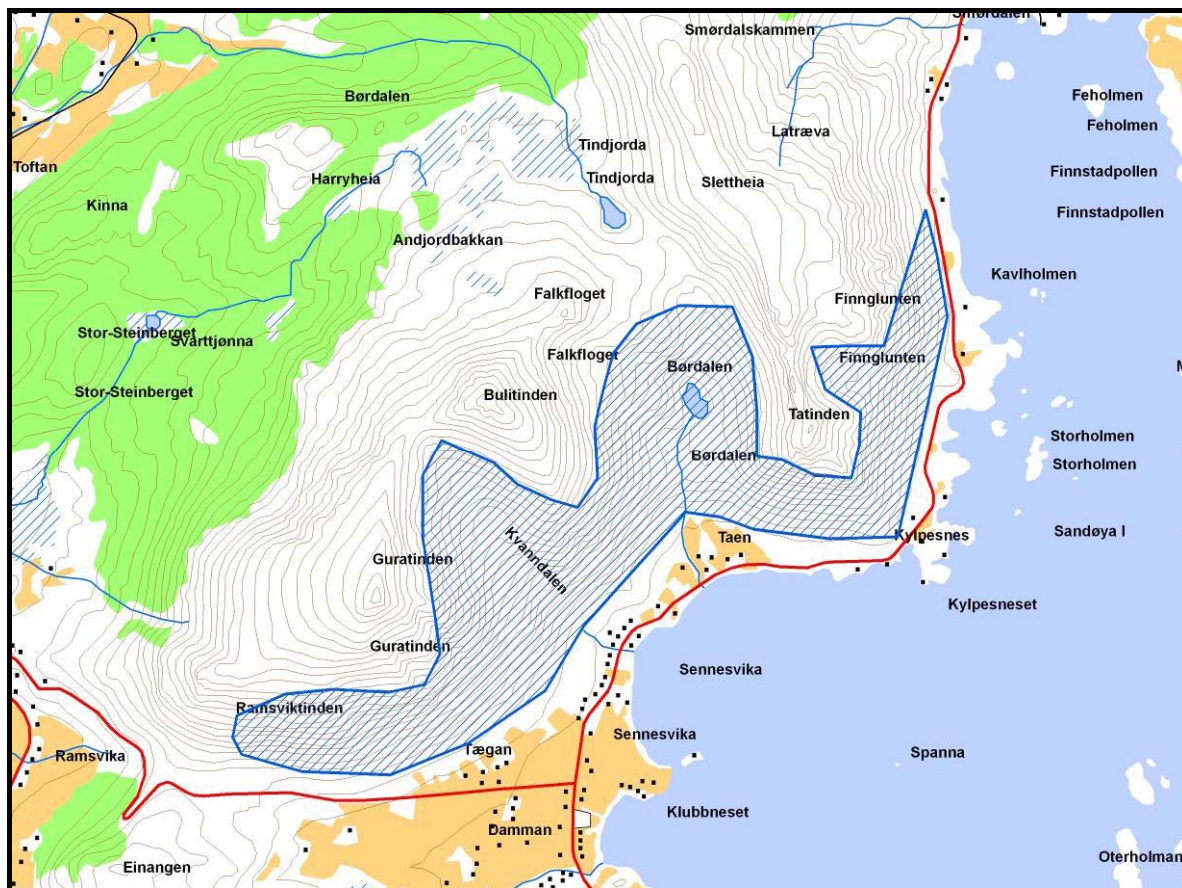 Smørdalen
Smørdalskammen
Børdalen
Feholmen
Feholmen
Latræva
Tindjorda
Toftan
Harryheia
Tindjorda
Slettheia
Finnstadpollen
Kinna
Finnstadpollen
Andjordbakkan
Kavlholmen
Falkfloget
Finnglunten
Stor-Steinberget
Svarttjønna
Falkfloget
Finnglunten
Børdalen
Stor-Steinberget
Bulitinden
Tatinden
Storholmen
Børdalen
Storholmen
Sandøya I
Taen
Kylpesnes
Guratinden
Kvanndalen
Kylpesneset
Guratinden
Sennesvika
Ramsviktinden
Sennesvika
Ramsvika
Tægan
Spanna
Klubbneset
Damman
Einangen
Oterholman